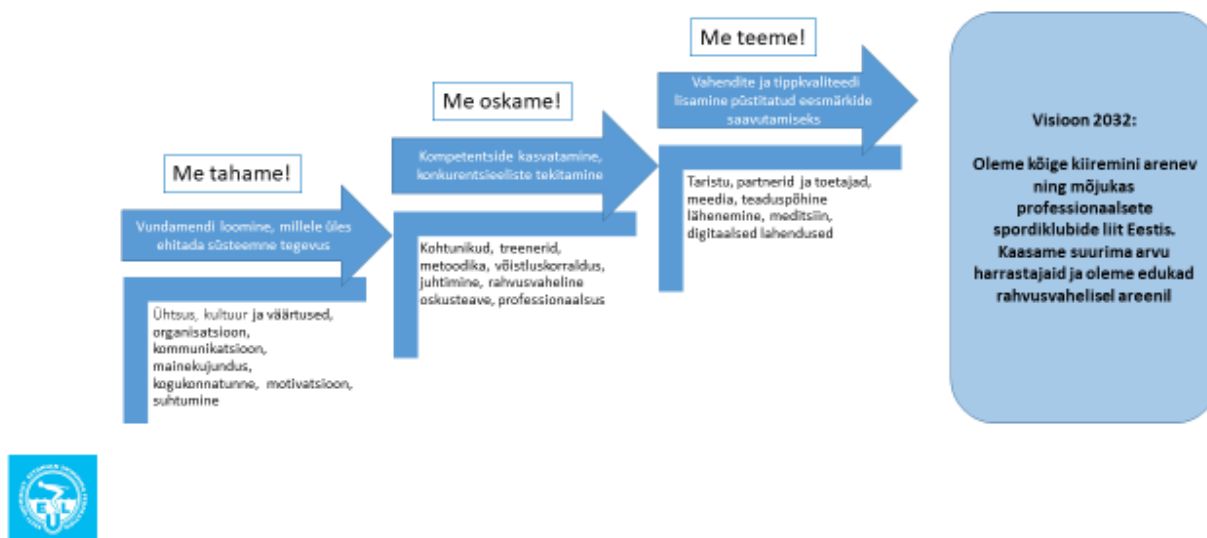 Me tahame!
Vundamendi loomine, millele üles
ehitada süsteemne tegevus
Ühtsus, kultuur ja väärtused,
organisatsioon,
kommunikatsioon,
mainekujundus,
kogukonnatunne, motivatsioon,
suhtumine
Me oskame!
Kompetentside kasvatamine,
konkurentsieeliste tekitamine
Kohtunikud, treenerid,
metoodika, võistluskorraldus,
juhtimine, rahvusvaheline
oskusteave, professionaalsus
Me teeme!
Vahendite ja tippkvaliteedi
lisamine püstitatud eesmärkide
saavutamiseks
Taristu, partnerid ja toetajad,
meedia, teaduspõhine
lähenemine, meditsiin,
digitaalsed lahendused
Visioon 2032:
Oleme kõige kiiremini arenev
ning mõjukas
professionaalsete
spordiklubide liit Eestis.
Kaasame suurima arvu
harrastajaid ja oleme edukad
rahvusvahelisel areenil
EUL